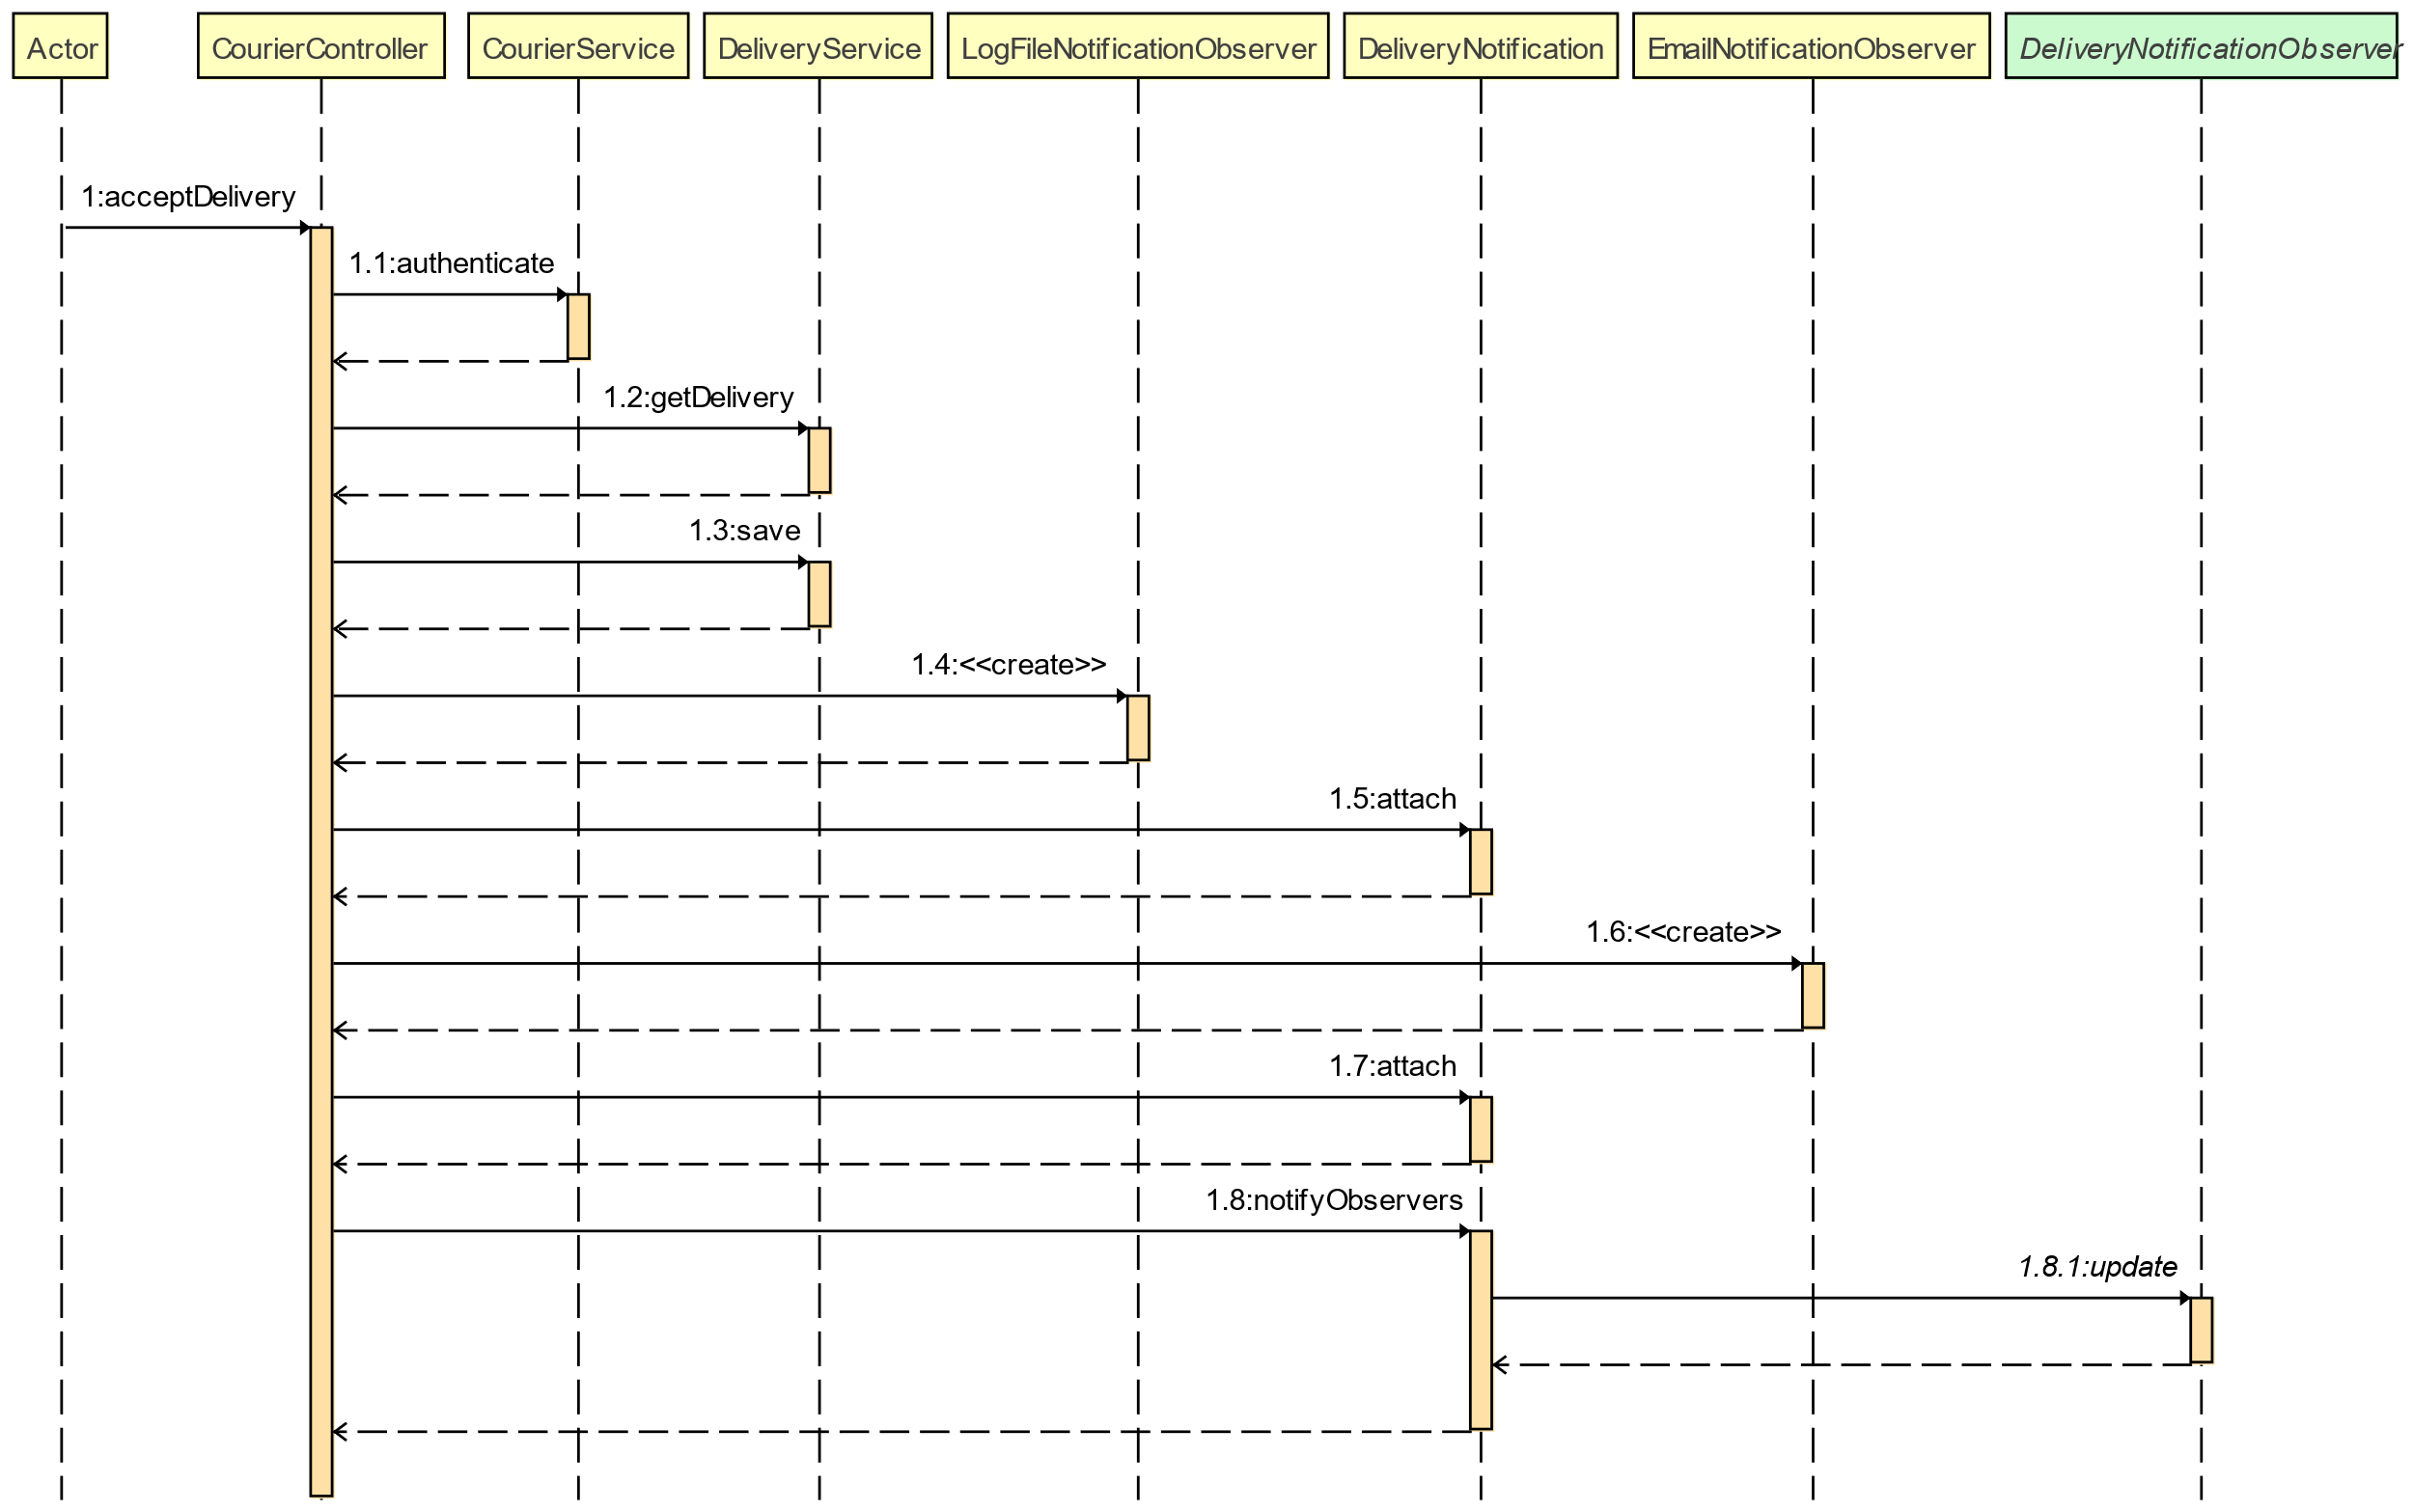 Actor
CourierController
CourierService
DeliveryService
LogFileNotificationObserver
DeliveryNotification
EmailNotificationObserver
DeliveryNotificationObserver
1:acceptDelivery
1.1:authenticate
1.2:getDelivery
1.3:save
1.4:<<create>>
1.5:attach
1.6:<<create>>
1.7:attach
1.8:notifyObservers
1.8.1:update